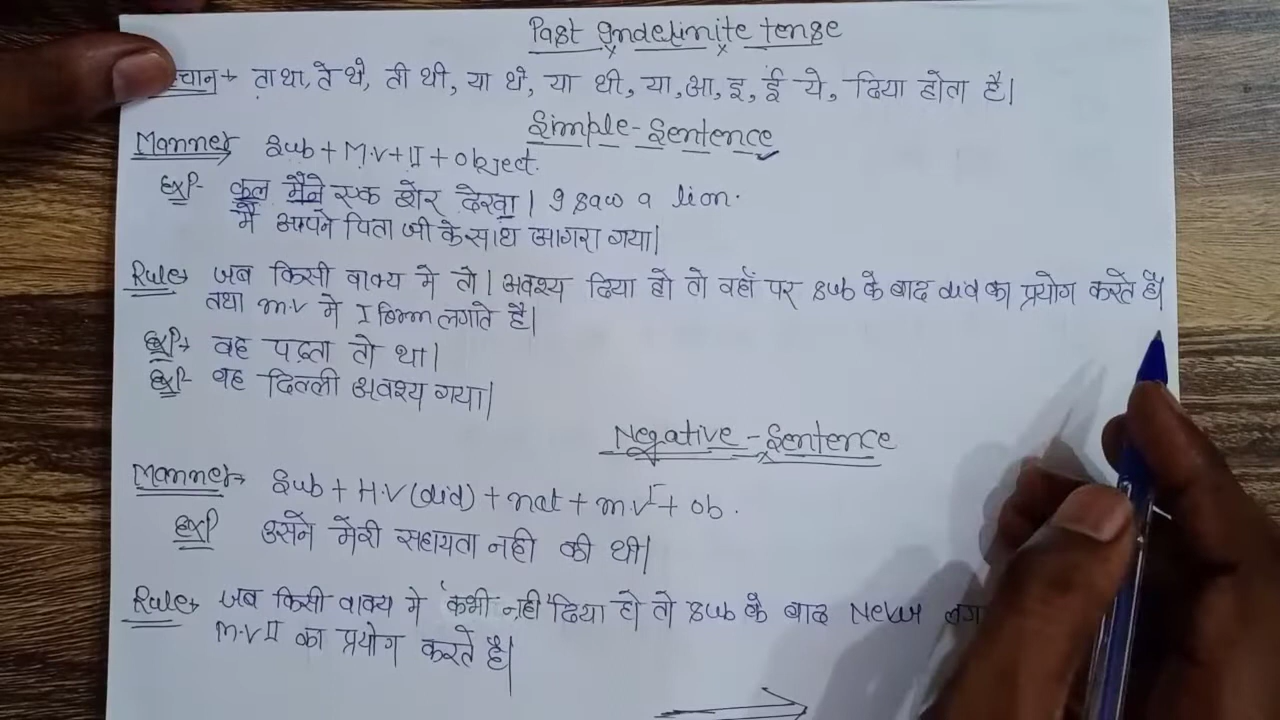 Past Indefinite tense
चान→ ता था, ते थे, ती थी, या थे, या थी, या, आ, इ, ई ये, दिया होता है।
Simple-Sentence
Manner→ Sub + M.V + II + object.
Exp- कल मैने एक शेर देखा। I saw a lion.
मै अपने पिता जी के साथ आगरा गया।
Rule→ जब किसी वाक्य मे तो। अवश्य दिया हो तो वहाँ पर Sub के बाद did का प्रयोग करते है।
तथा m.v मे I form लगाते है।
Exp→ वह पढ़ता तो था।
Exp- वह दिल्ली अवश्य गया।
Negative-Sentence
Manner→ Sub + H.V (did) + not + m.v I + ob.
Exp उसने मेरी सहायता नही की थी।
Rule→ जब किसी वाक्य मे 'कभी नही' दिया हो तो Sub के बाद Never लग
m.v II का प्रयोग करते है।